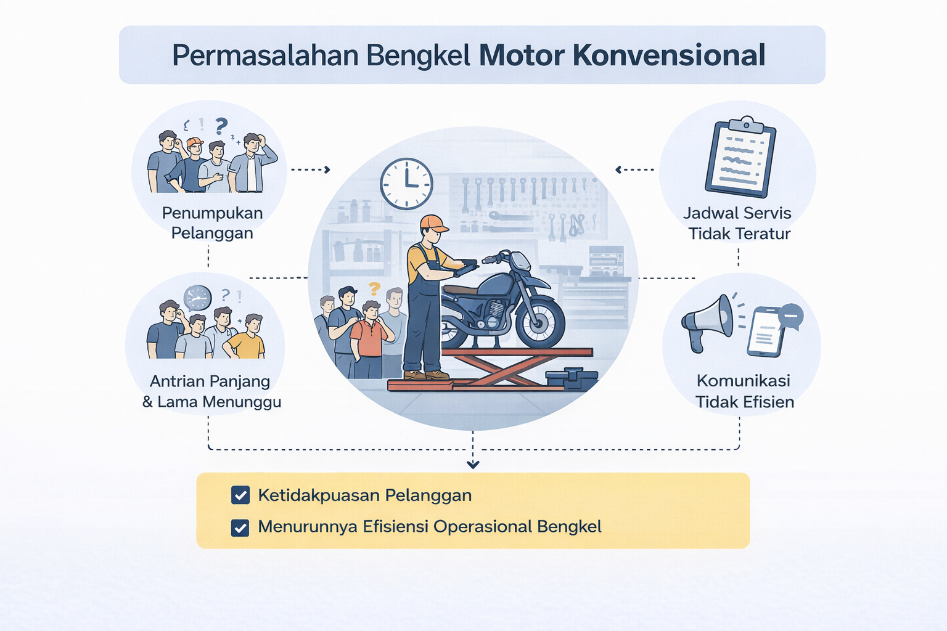 Permasalahan Bengkel Motor Konvensional
Penumpukan
Pelanggan
Jadwal Servis
Tidak Teratur
Antrian Panjang
& Lama Menunggu
Komunikasi
Tidak Efisien
Ketidakpuasan Pelanggan
Menurunnya Efisiensi Operasional Bengkel